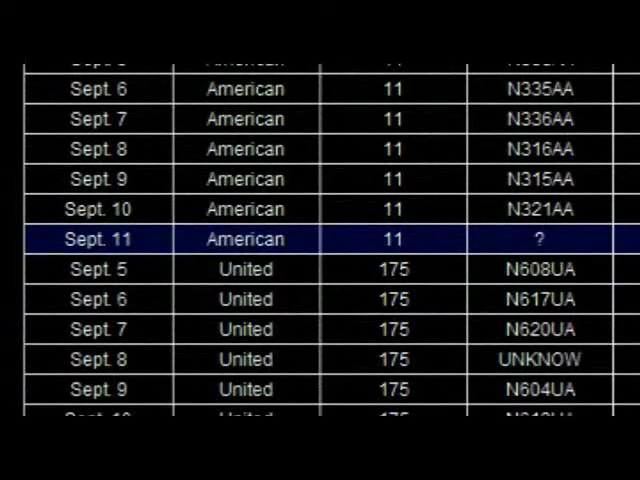 Sept. 6 American 11 N335AA
Sept. 7 American 11 N336AA
Sept. 8 American 11 N316AA
Sept. 9 American 11 N315AA
Sept. 10 American 11 N321AA
Sept. 11 American 11 ?
Sept. 5 United 175 N608UA
Sept. 6 United 175 N617UA
Sept. 7 United 175 N620UA
Sept. 8 United 175 UNKNOW
Sept. 9 United 175 N604UA